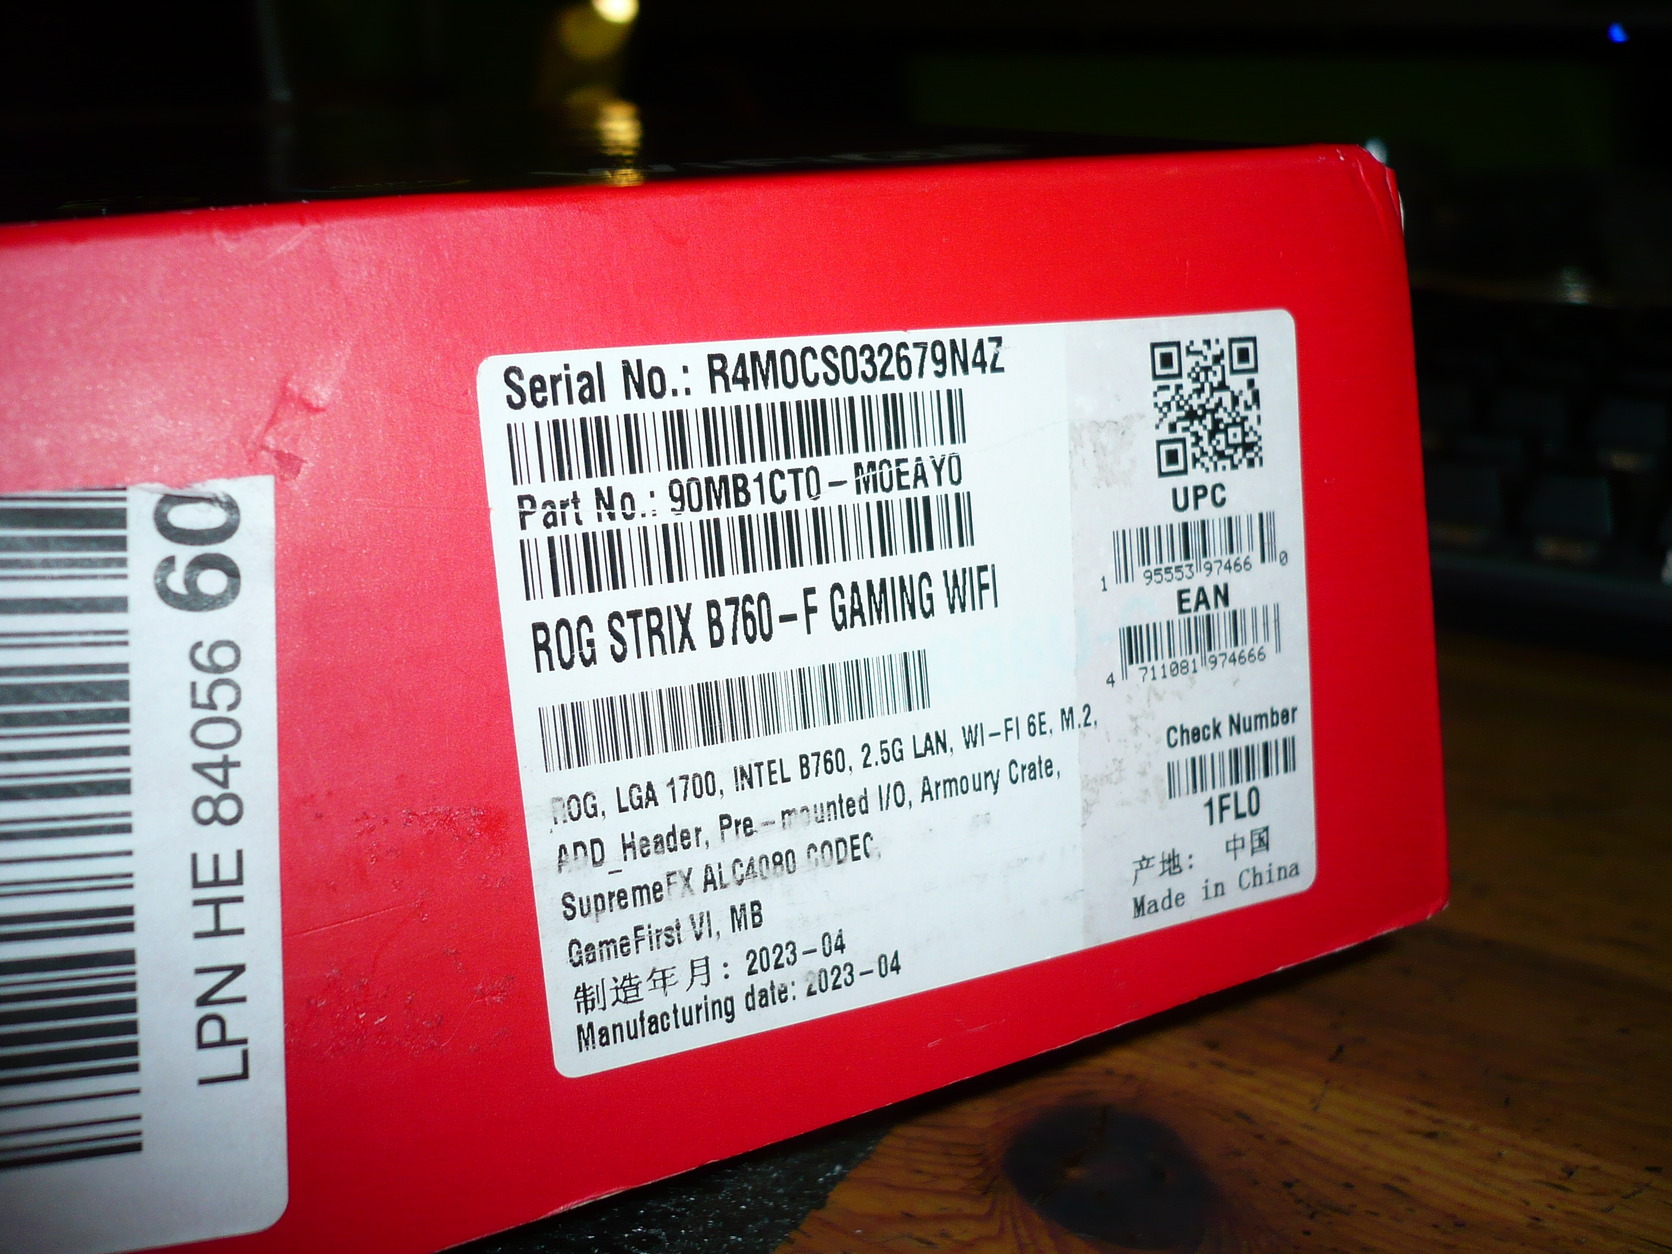 LPN HE 84056 60
Serial No.: R4M0CS032679N4Z
Part No.: 90MB1CT0-M0EAY0
ROG STRIX B760-F GAMING WIFI
ROG, LGA 1700, INTEL B760, 2.5G LAN, WI-FI 6E, M.2,
ADD_Header, Pre-mounted I/O, Armoury Crate,
SupremeFX ALC4080 CODEC,
GameFirst VI, MB
制造年月: 2023-04
Manufacturing date: 2023-04
UPC
1 95553 97466 0
EAN
4 711081 974666
Check Number
1FL0
产地: 中国
Made in China